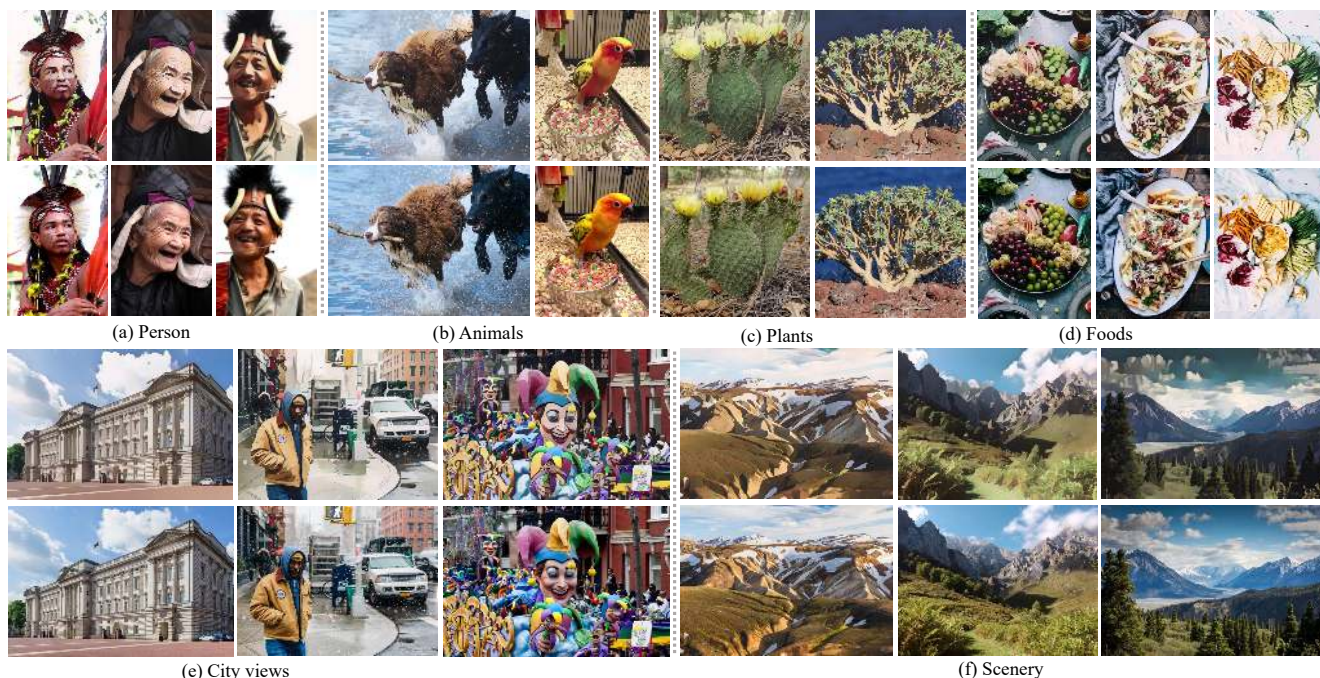 (a) Person
(b) Animals
(c) Plants
(d) Foods
(e) City views
(f) Scenery